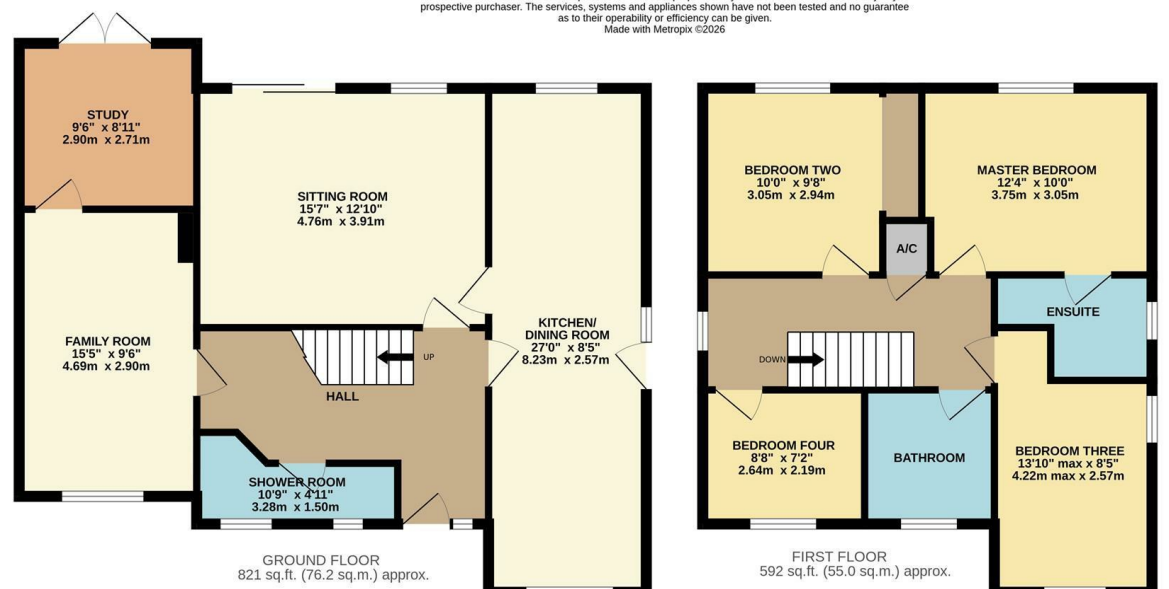 prospective purchaser. The services, systems and appliances shown have not been tested and no guarantee
as to their operability or efficiency can be given.
Made with Metropix ©2026
STUDY
9'6" x 8'11"
2.90m x 2.71m
SITTING ROOM
15'7" x 12'10"
4.76m x 3.91m
FAMILY ROOM
15'5" x 9'6"
4.69m x 2.90m
KITCHEN/
DINING ROOM
27'0" x 8'5"
8.23m x 2.57m
UP
HALL
SHOWER ROOM
10'9" x 4'11"
3.28m x 1.50m
GROUND FLOOR
821 sq.ft. (76.2 sq.m.) approx.
BEDROOM TWO
10'0" x 9'8"
3.05m x 2.94m
MASTER BEDROOM
12'4" x 10'0"
3.75m x 3.05m
A/C
ENSUITE
DOWN
BEDROOM FOUR
8'8" x 7'2"
2.64m x 2.19m
BATHROOM
BEDROOM THREE
13'10" max x 8'5"
4.22m max x 2.57m
FIRST FLOOR
592 sq.ft. (55.0 sq.m.) approx.